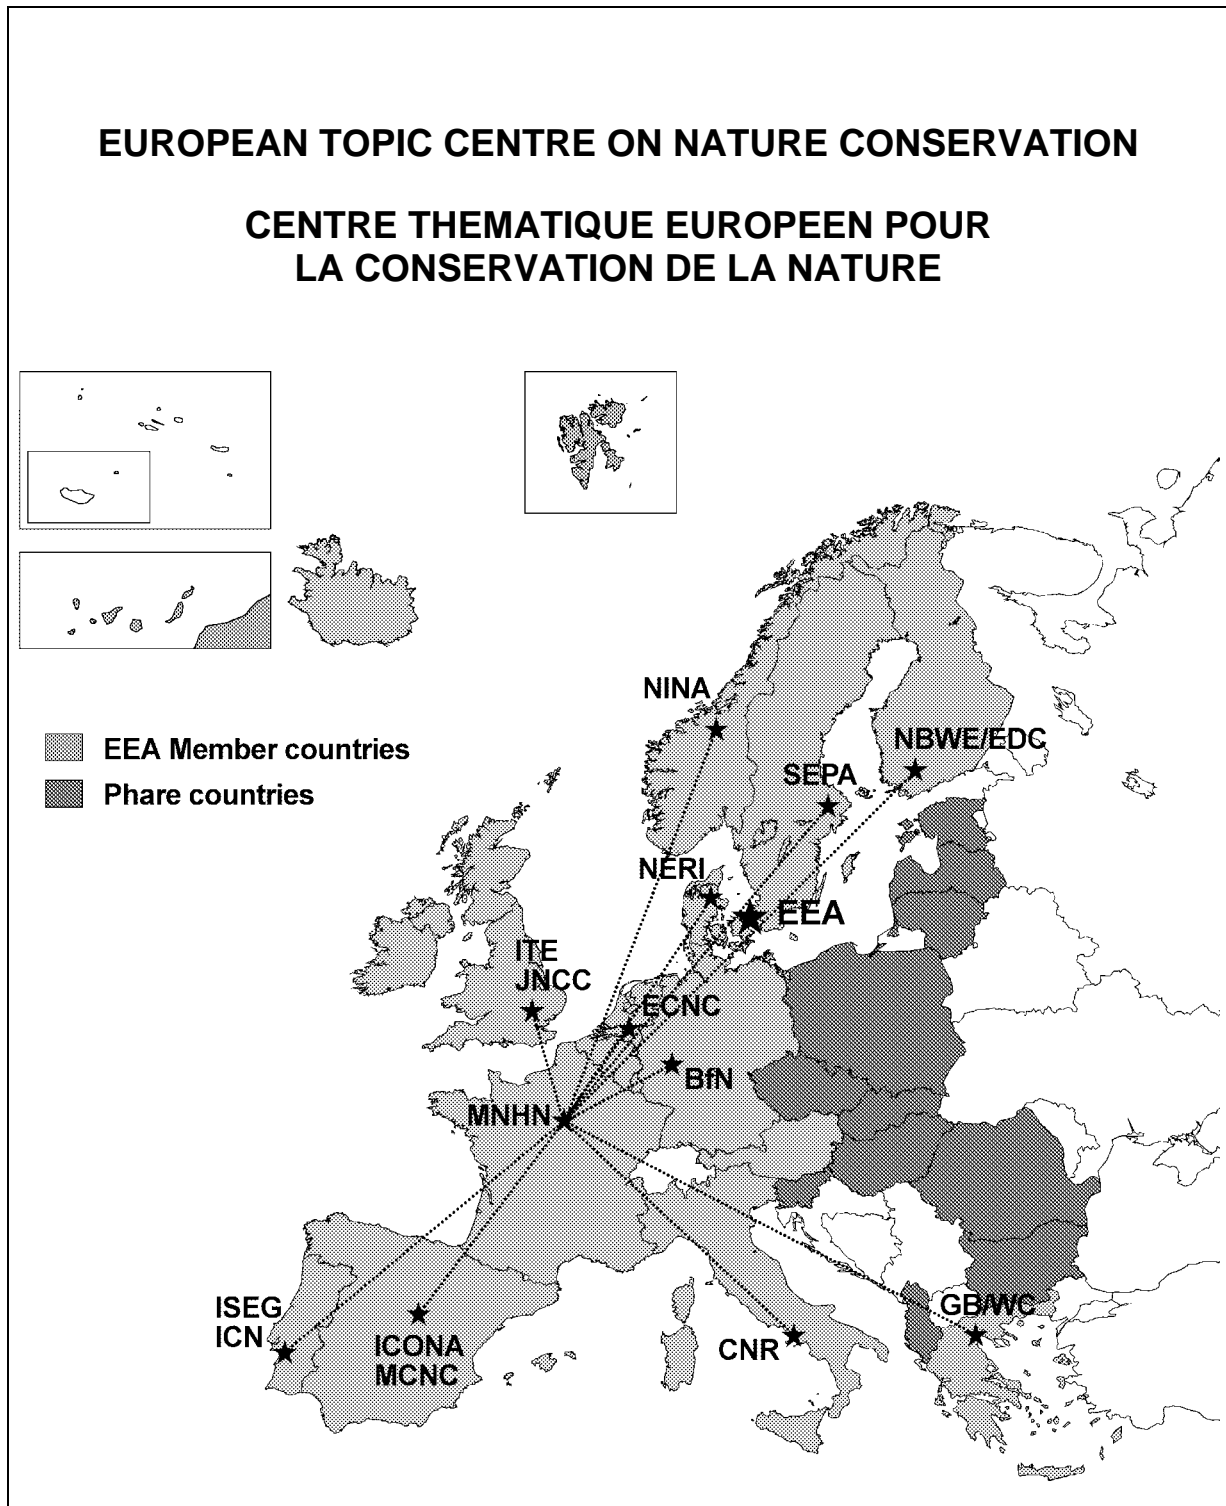 EUROPEAN TOPIC CENTRE ON NATURE CONSERVATION
CENTRE THEMATIQUE EUROPEEN POUR
LA CONSERVATION DE LA NATURE
NINA
EEA Member countries
Phare countries
NBWE/EDC
SEPA
NERI
EEA
ITE
JNCC
ECNC
BfN
MNHN
ISEG
ICN
ICONA
MCNC
CNR
GB/WC